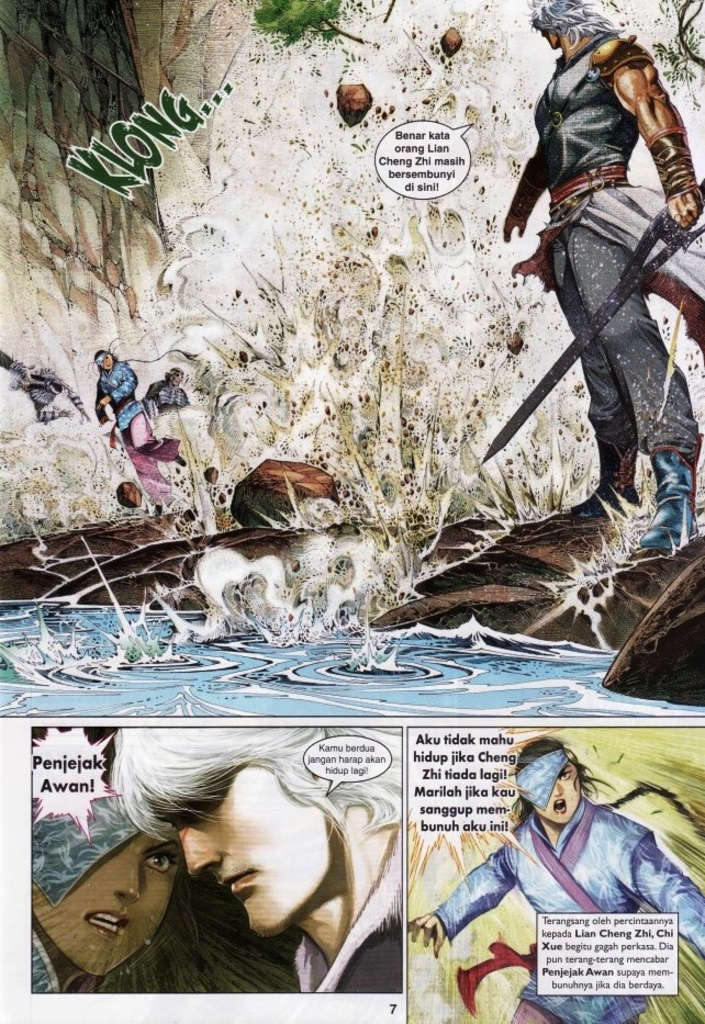 KLONG...
Benar kata
orang Lian
Cheng Zhi masih
bersembunyi
di sini!
Penjejak
Awan!
Kamu berdua
jangan harap akan
hidup lagi!
Aku tidak mahu
hidup jika Cheng
Zhi tiada lagi!
Marilah jika kau
sanggup mem-
bunuh aku ini!
Terangsang oleh percintaannya
kepada Lian Cheng Zhi, Chi
Xue begitu gagah perkasa. Dia
pun terang-terang mencabar
Penjejak Awan supaya mem-
bunuhnya jika dia berdaya.
7